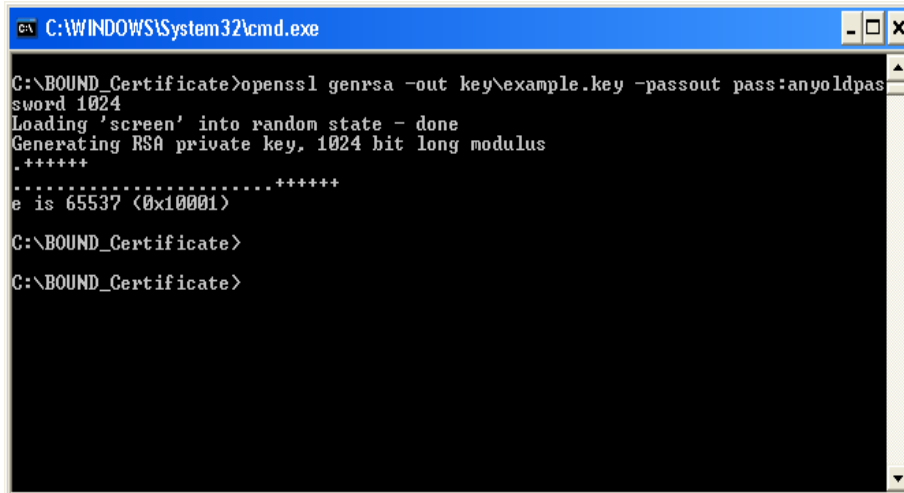 C:\WINDOWS\System32\cmd.exe
C:\BOUND_Certificate>openssl genrsa -out key\example.key -passout pass:anyoldpas
sword 1024
Loading 'screen' into random state - done
Generating RSA private key, 1024 bit long modulus
.++++++
........................++++++
e is 65537 (0x10001)
C:\BOUND_Certificate>
C:\BOUND_Certificate>